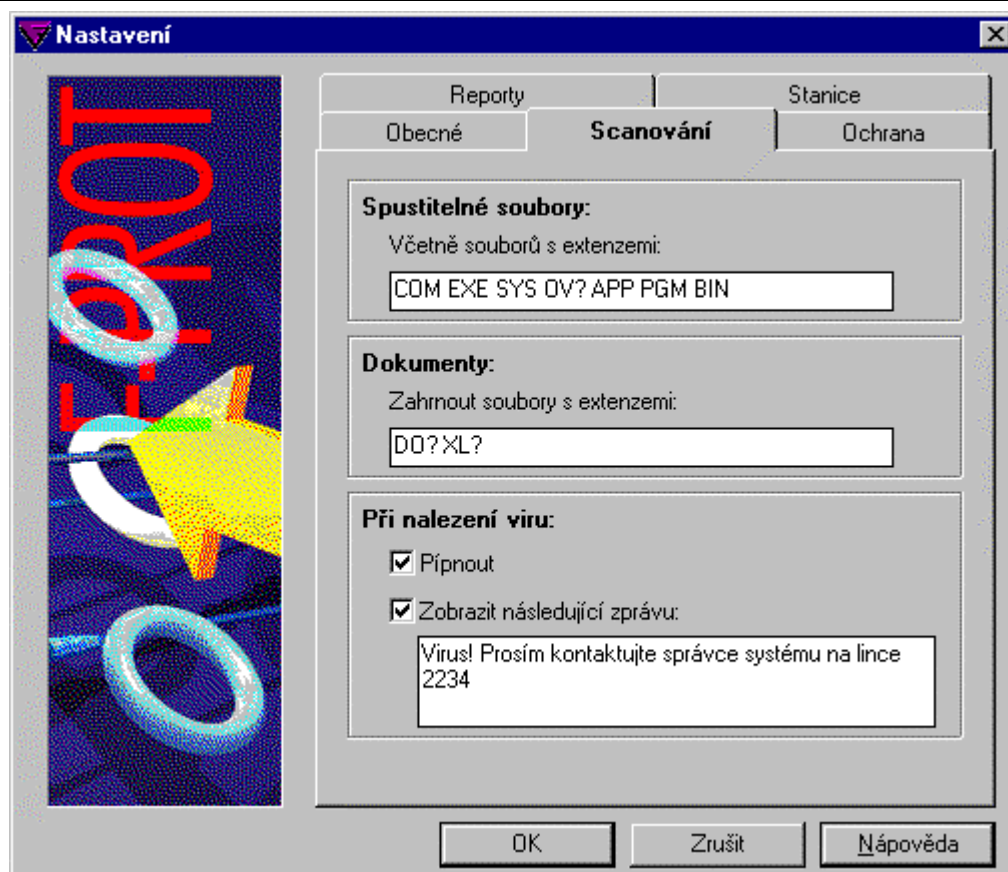 Nastavení
F-PROT
Reporty Stanice
Obecné Scanování Ochrana
Spustitelné soubory:
Včetně souborů s extenzemi:
COM EXE SYS OV? APP PGM BIN
Dokumenty:
Zahrnout soubory s extenzemi:
DO? XL?
Při nalezení viru:
Pípnout
Zobrazit následující zprávu:
Virus! Prosím kontaktujte správce systému na lince
2234
OK Zrušit Nápověda